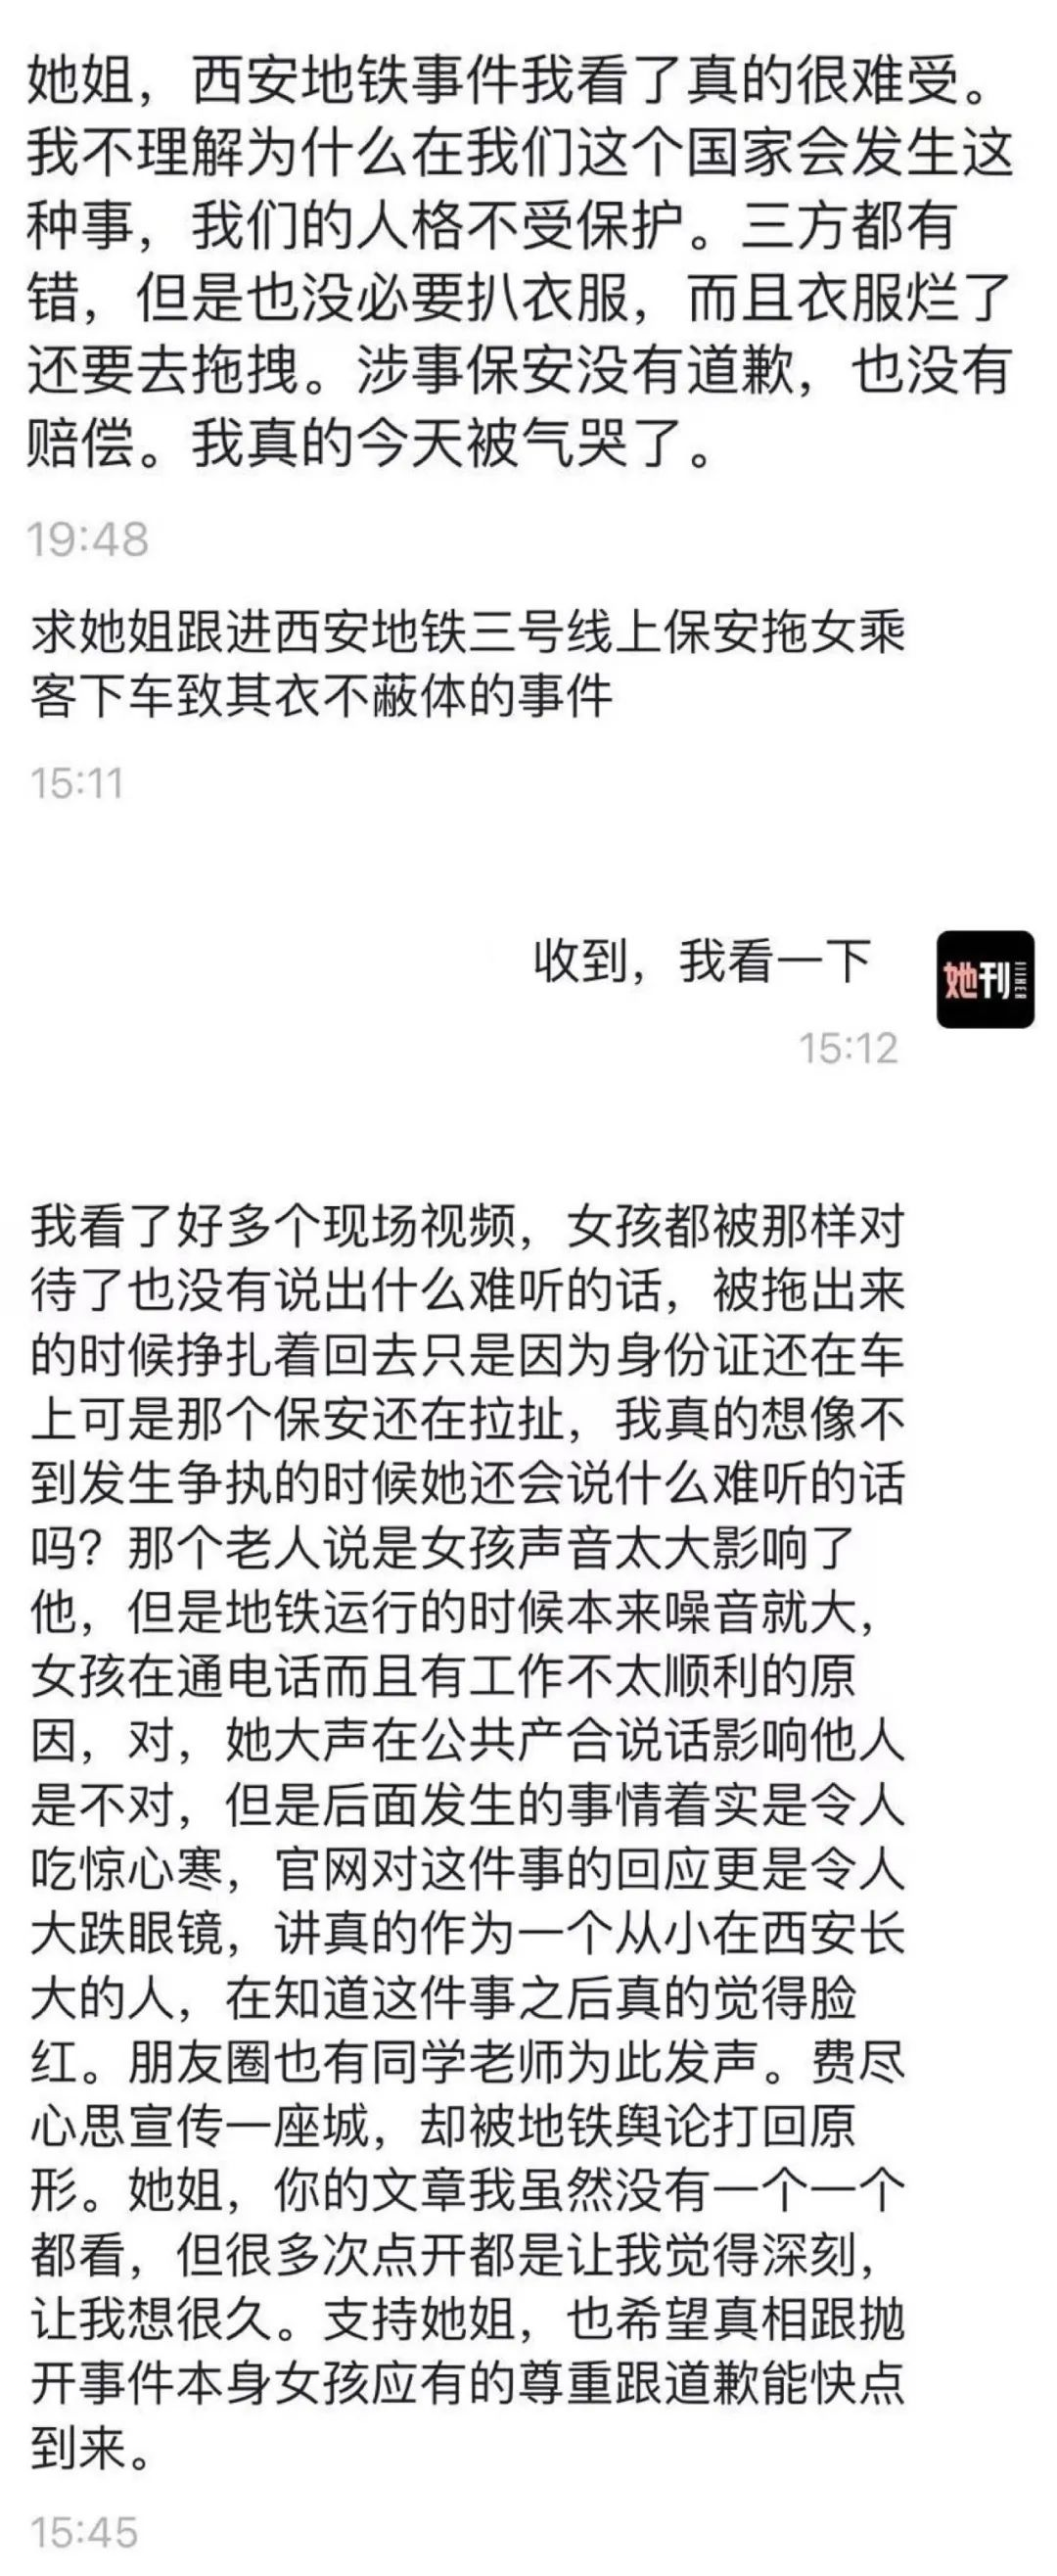 她姐，西安地铁事件我看了真的很难受。
我不理解为什么在我们这个国家会发生这
种事，我们的人格不受保护。三方都有
错，但是也没必要扒衣服，而且衣服烂了
还要去拖拽。涉事保安没有道歉，也没有
赔偿。我真的今天被气哭了。
19:48
求她姐跟进西安地铁三号线上保安拖女乘
客下车致其衣不蔽体的事件
15:11
收到，我看一下
她刊
IIIHER
15:12
我看了好多个现场视频，女孩都被那样对
待了也没有说出什么难听的话，被拖出来
的时候挣扎着回去只是因为身份证还在车
上可是那个保安还在拉扯，我真的想像不
到发生争执的时候她还会说什么难听的话
吗？那个老人说是女孩声音太大影响了
他，但是地铁运行的时候本来噪音就大，
女孩在通电话而且有工作不太顺利的原
因，对，她大声在公共产合说话影响他人
是不对，但是后面发生的事情着实是令人
吃惊心寒，官网对这件事的回应更是令人
大跌眼镜，讲真的作为一个从小在西安长
大的人，在知道这件事之后真的觉得脸
红。朋友圈也有同学老师为此发声。费尽
心思宣传一座城，却被地铁舆论打回原
形。她姐，你的文章我虽然没有一个一个
都看，但很多次点开都是让我觉得深刻，
让我想很久。支持她姐，也希望真相跟抛
开事件本身女孩应有的尊重跟道歉能快点
到来。
15:45